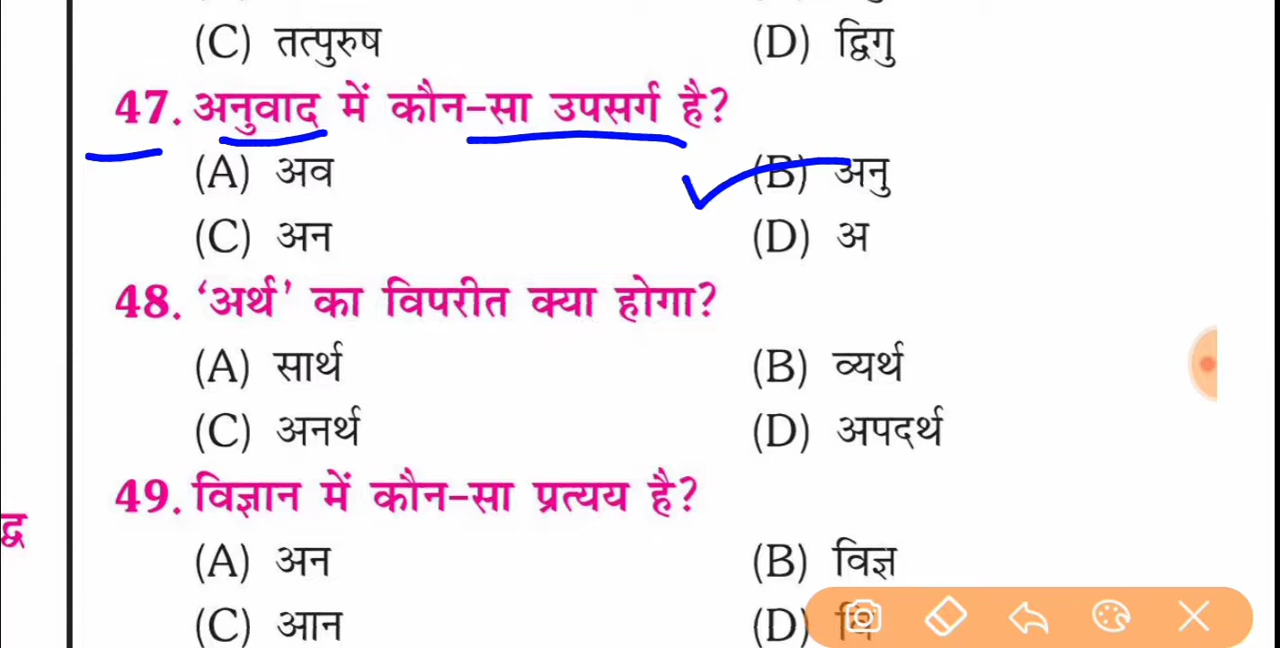 (C) तत्पुरुष (D) द्विगु
47. अनुवाद में कौन-सा उपसर्ग है?
(A) अव (B) अनु
(C) अन (D) अ
48. ‘अर्थ’ का विपरीत क्या होगा?
(A) सार्थ (B) व्यर्थ
(C) अनर्थ (D) अपदर्थ
49. विज्ञान में कौन-सा प्रत्यय है?
द्व
(A) अन (B) विज्ञ
(C) आन (D)